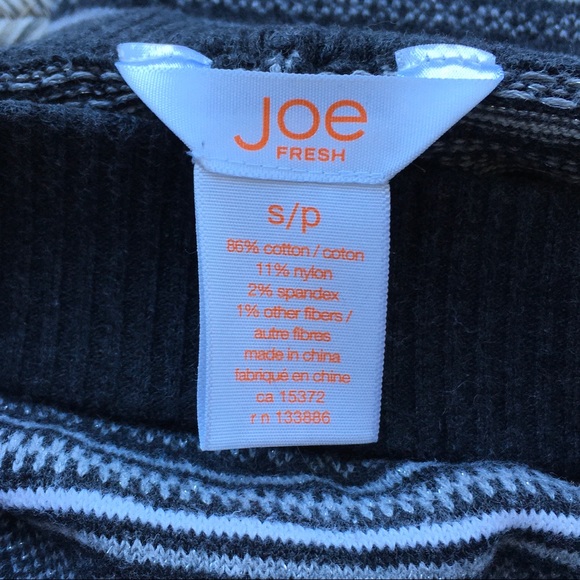 Joe
FRESH
s/p
86% cotton / coton
11% nylon
2% spandex
1% other fibers /
autre fibres
made in china
fabriqué en chine
ca 15372
r n 133886